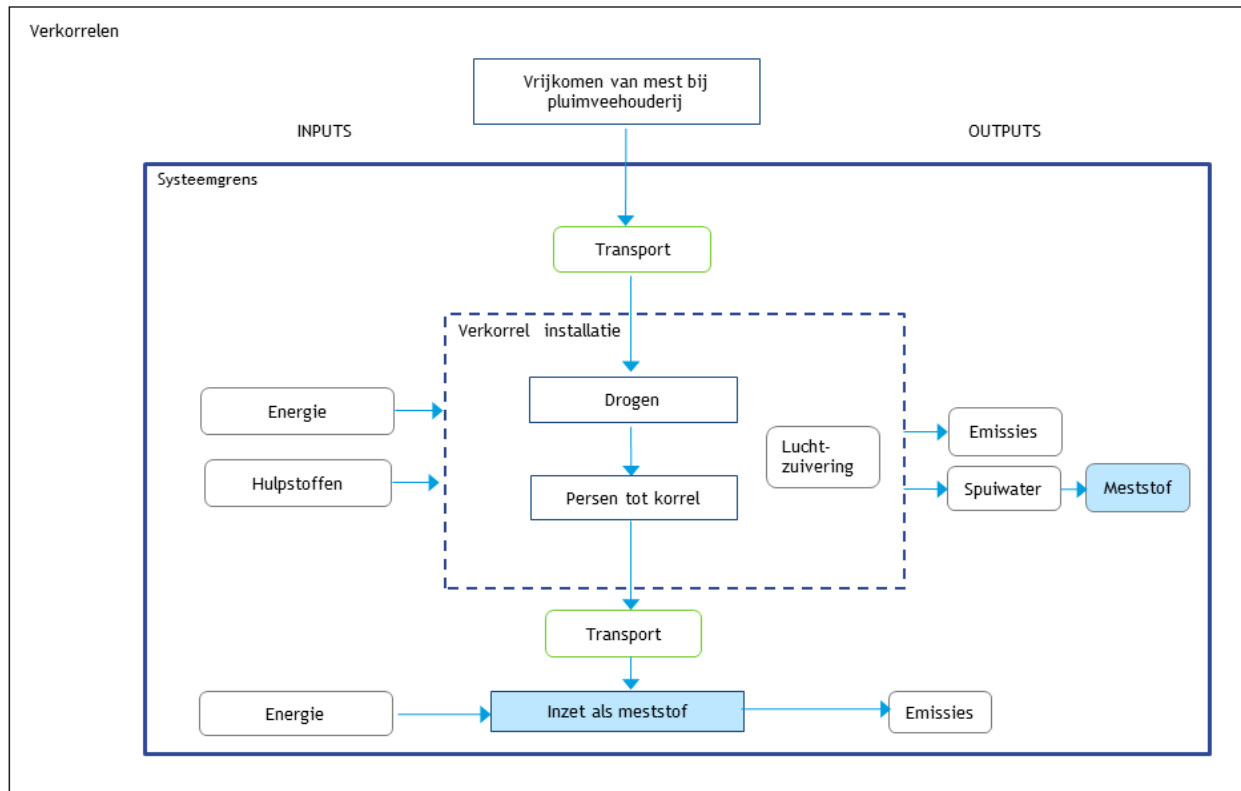 Verkorrelen
Vrijkomen van mest bij
pluimveehouderij
INPUTS
OUTPUTS
Systeemgrens
Transport
Verkorrel installatie
Drogen
Energie
Hulpstoffen
Lucht-
zuivering
Persen tot korrel
Emissies
Spuiwater
Meststof
Transport
Energie
Inzet als meststof
Emissies